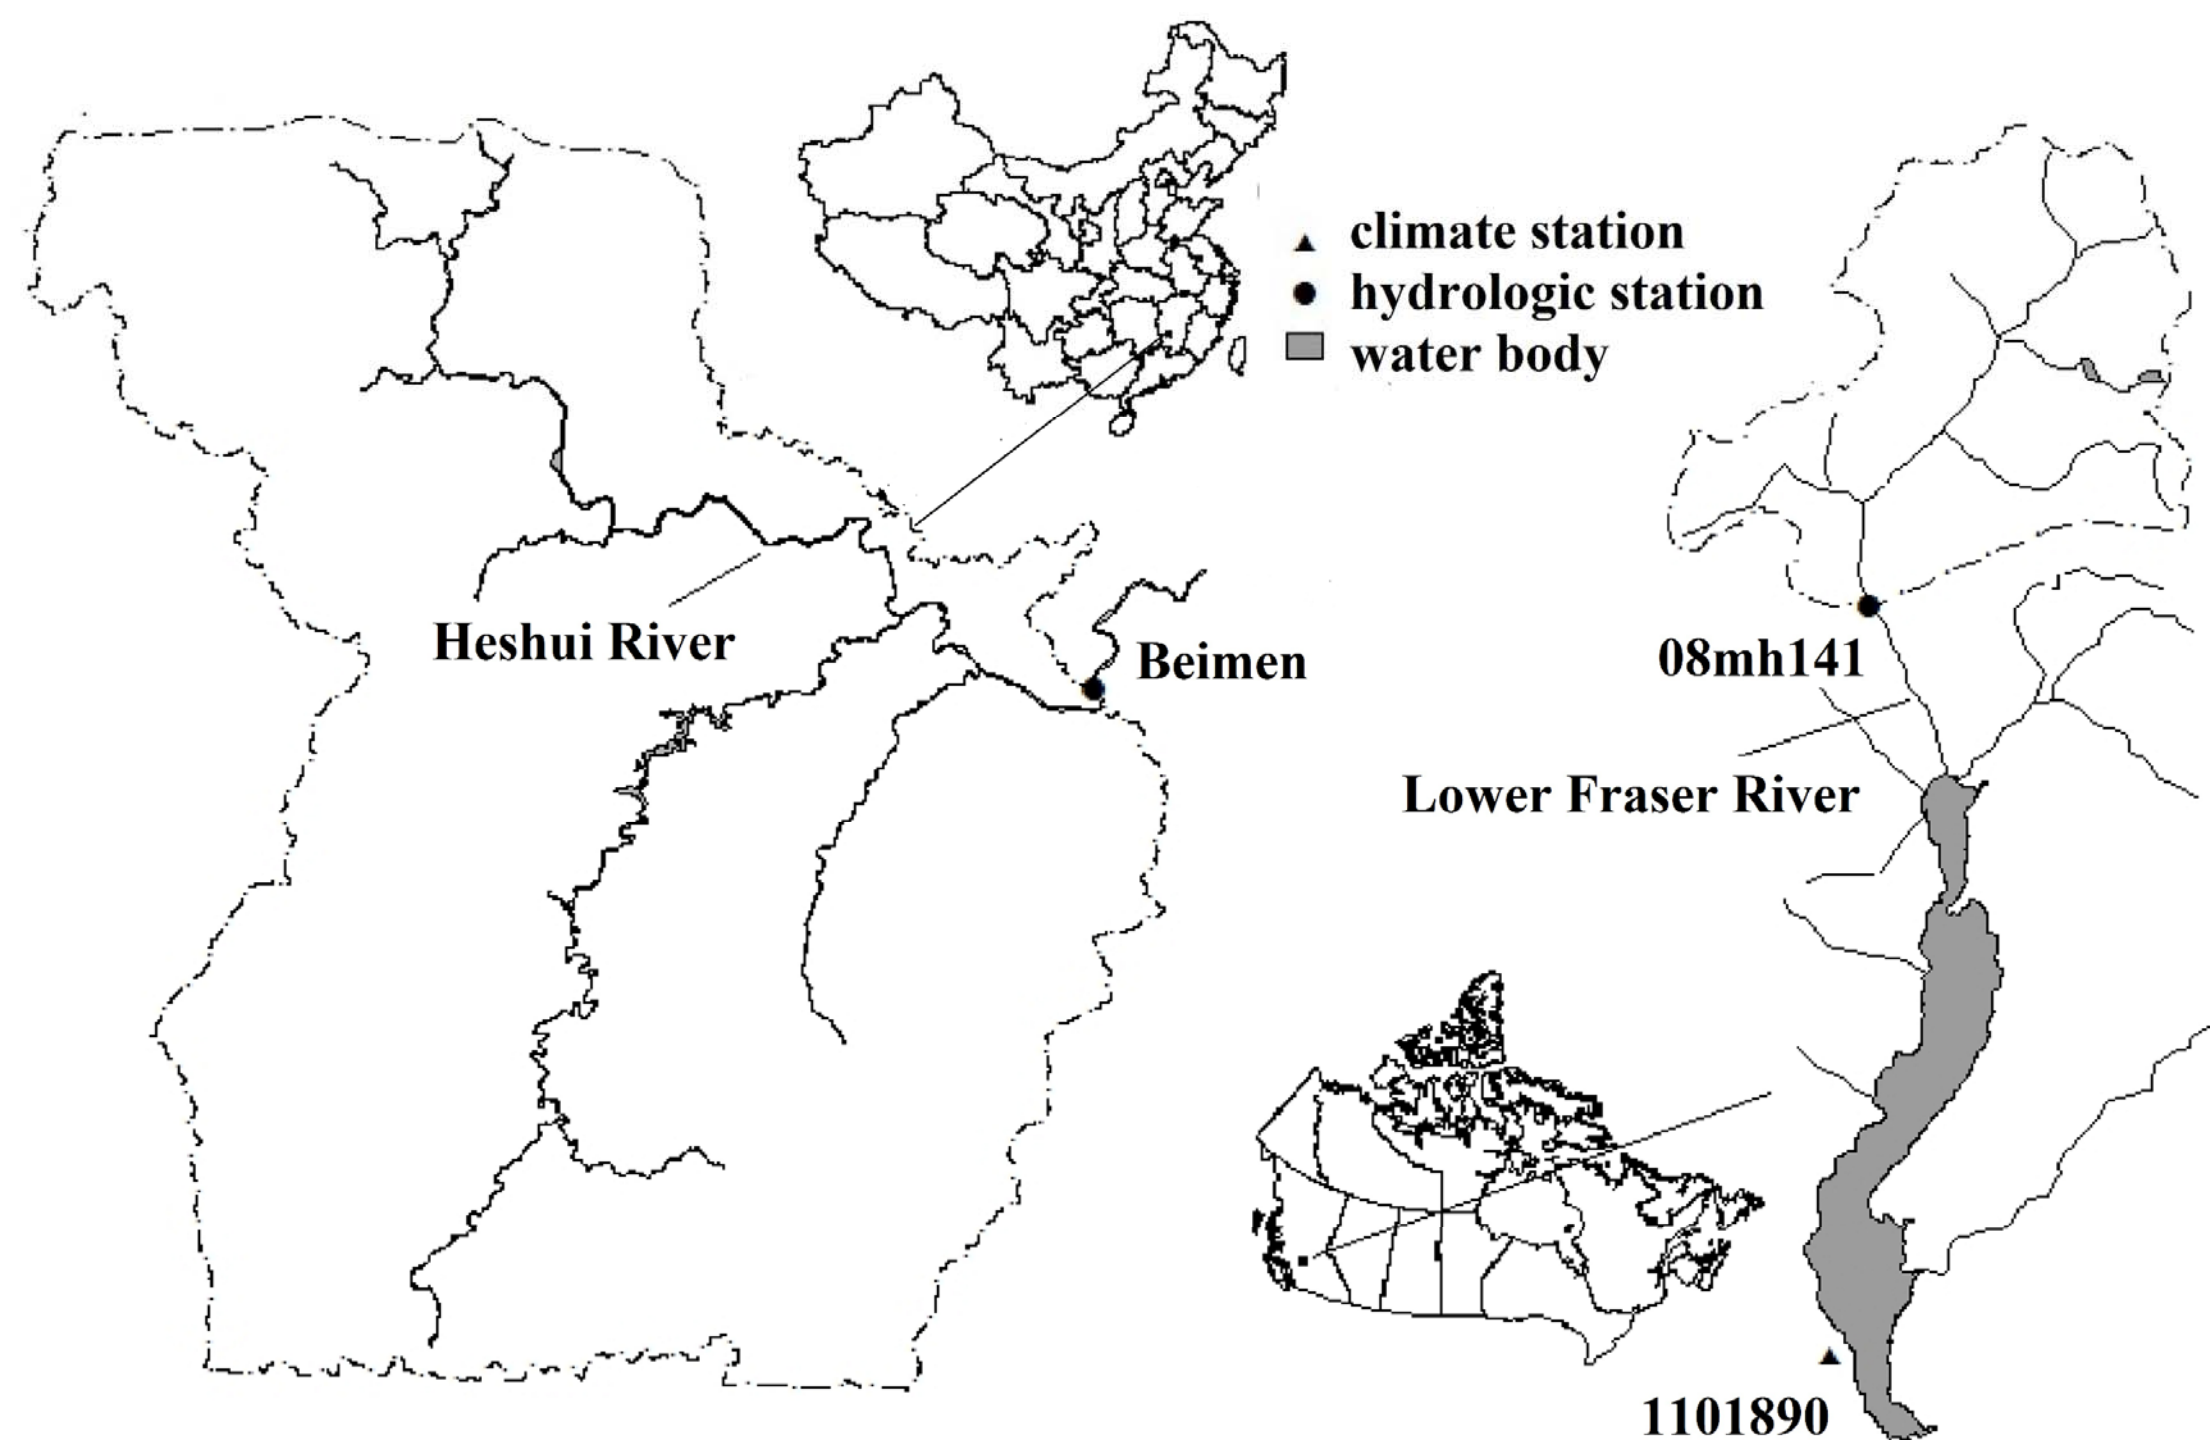 climate station
hydrologic station
water body
Heshui River
Beimen
08mh141
Lower Fraser River
1101890